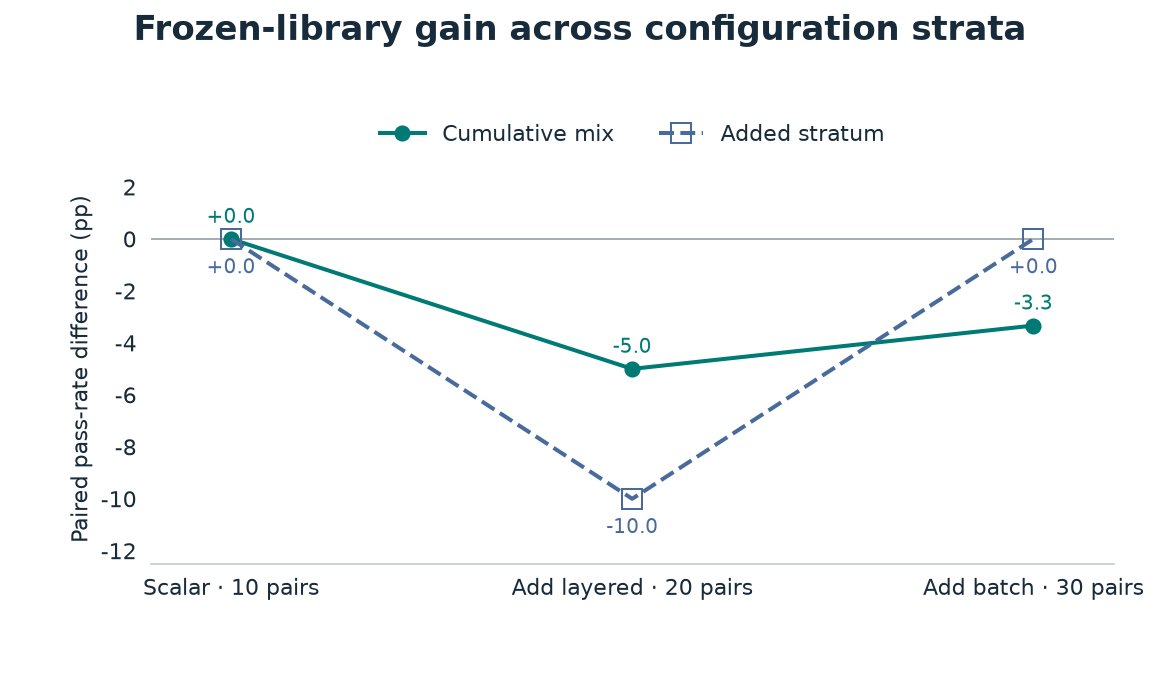 Frozen-library gain across configuration strata
Cumulative mix
Added stratum
Paired pass-rate difference (pp)
2
0
-2
-4
-6
-8
-10
-12
+0.0
+0.0
-5.0
-10.0
+0.0
-3.3
Scalar · 10 pairs
Add layered · 20 pairs
Add batch · 30 pairs